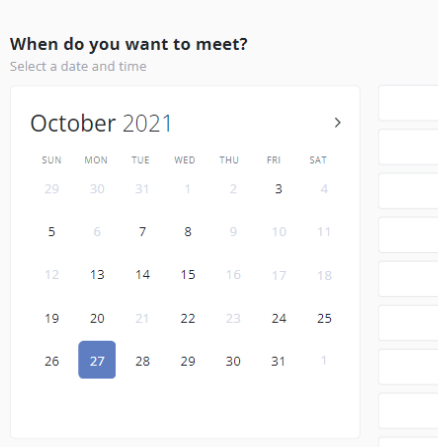 When do you want to meet?
Select a date and time
October 2021
SUN MON TUE WED THU FRI SAT
29 30 31 1 2 3 4
5 6 7 8 9 10 11
12 13 14 15 16 17 18
19 20 21 22 23 24 25
26 27 28 29 30 31 1